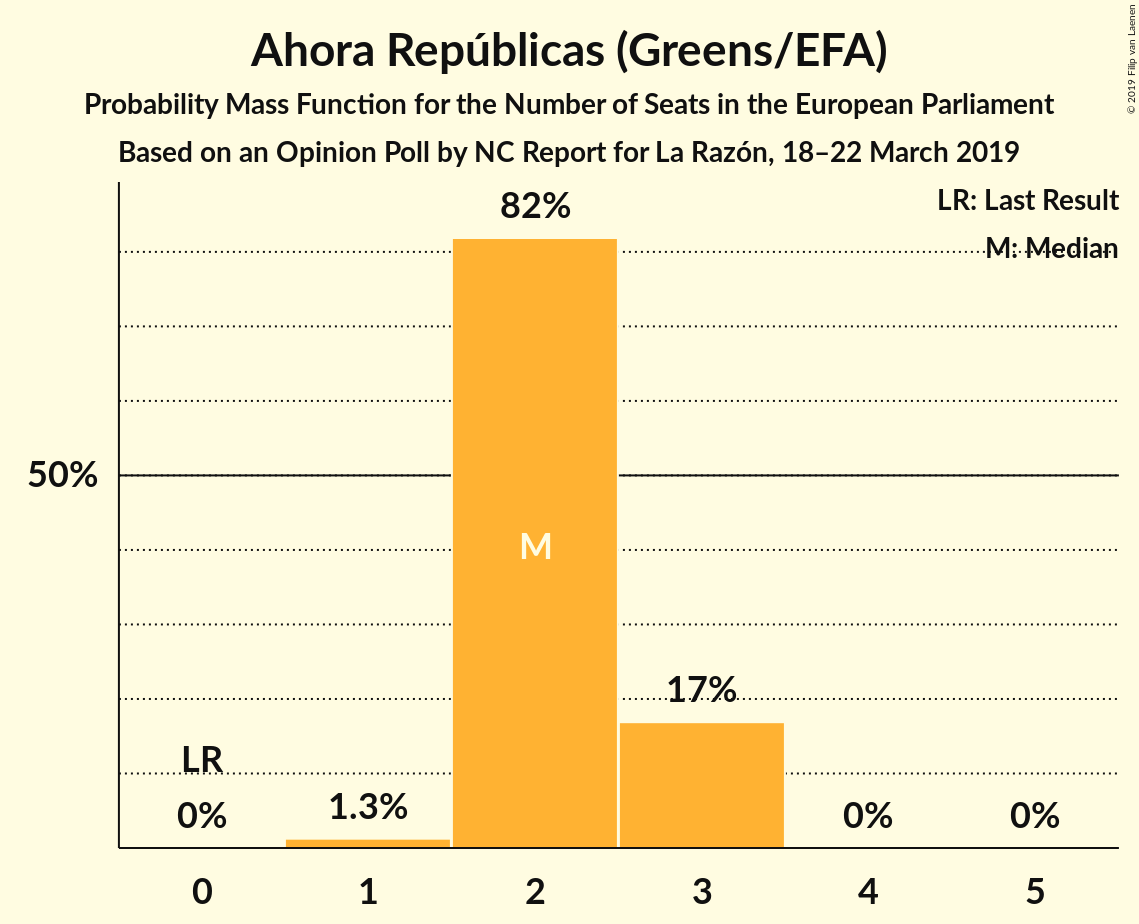 Ahora Repúblicas (Greens/EFA)
Probability Mass Function for the Number of Seats in the European Parliament
Based on an Opinion Poll by NC Report for La Razón, 18–22 March 2019
© 2019 Filip van Laenen
LR: Last Result
M: Median
82%
50%
M
17%
LR
0%
1.3%
0%
0%
0
1
2
3
4
5